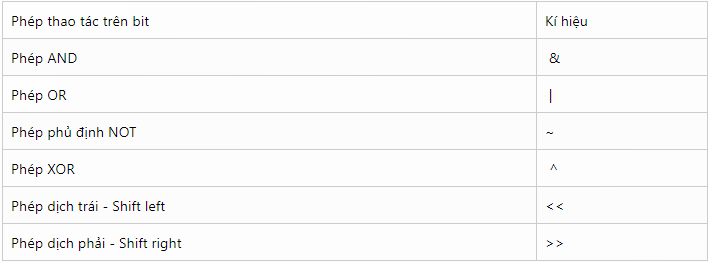 Phép thao tác trên bit Kí hiệu
Phép AND &
Phép OR |
Phép phủ định NOT ~
Phép XOR ^
Phép dịch trái - Shift left <<
Phép dịch phải - Shift right >>